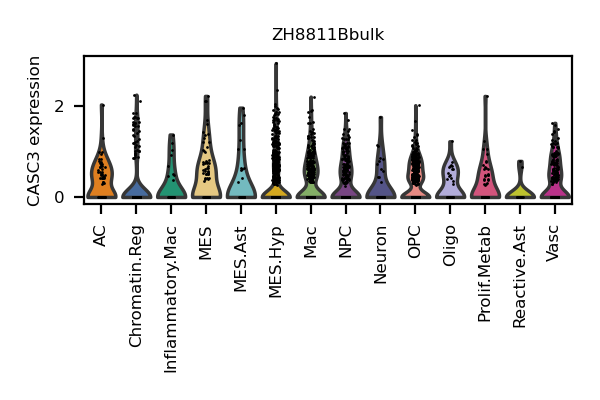 ZH8811Bbulk
CASC3 expression
2
0
AC
Chromatin.Reg
Inflammatory.Mac
MES
MES.Ast
MES.Hyp
Mac
NPC
Neuron
OPC
Oligo
Prolif.Metab
Reactive.Ast
Vasc